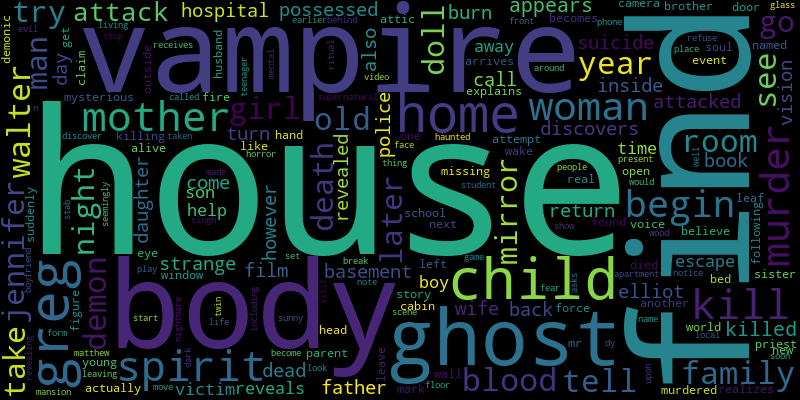 try
attack
hospital
earlier
behind
attic
possessed
burn
appears
becomes
front
phone
camera
brother
door
glass
evil
demonic
living
stop
receives
vampire
doll
call
away
arrives
suicide
refuse
place
soul
named
go
man
day
get
claim
outside
husband
teenager
mental
ritual
video
also
explains
around
year
event
inside
see
vision
mysterious
fire
called
supernatural
police
home
woman
attacked
walter
mother
girl
old
discovers
n
discover
killing
taken
turn
hand
horror
one
face
haunted
attempt
time
room
book
alive
like
death
revealed
thing
missing
wake
open
present
would
well
house
find
murder
night
daughter
come
made
son
help
however
mirror
school
student
next
people
real
return
voice
believe
begin
leaf
following
suddenly
stab
seemingly
singh
later
show
found
wood
escape
jennifer
eye
strange
set
film
basement
left
game
boy
child
died
bed
sister
boyfriend
play
window
break
note
story
cabin
fear
asks
apartment
elliot
notice
another
kill
greg
demon
body
start
nightmare
twin
life
including
sunny
visit
wife
back
force
world
name
local
killed
figure
form
matthew
scene
ghost
mr
dy
priest
new
soon
take
revealing
young
leaving
spirit
dark
become
head
parent
look
dead
leave
father
mark
wall
floor
blood
tell
upon
family
mansion
actually
move
victim
reveals
murdered
realizes